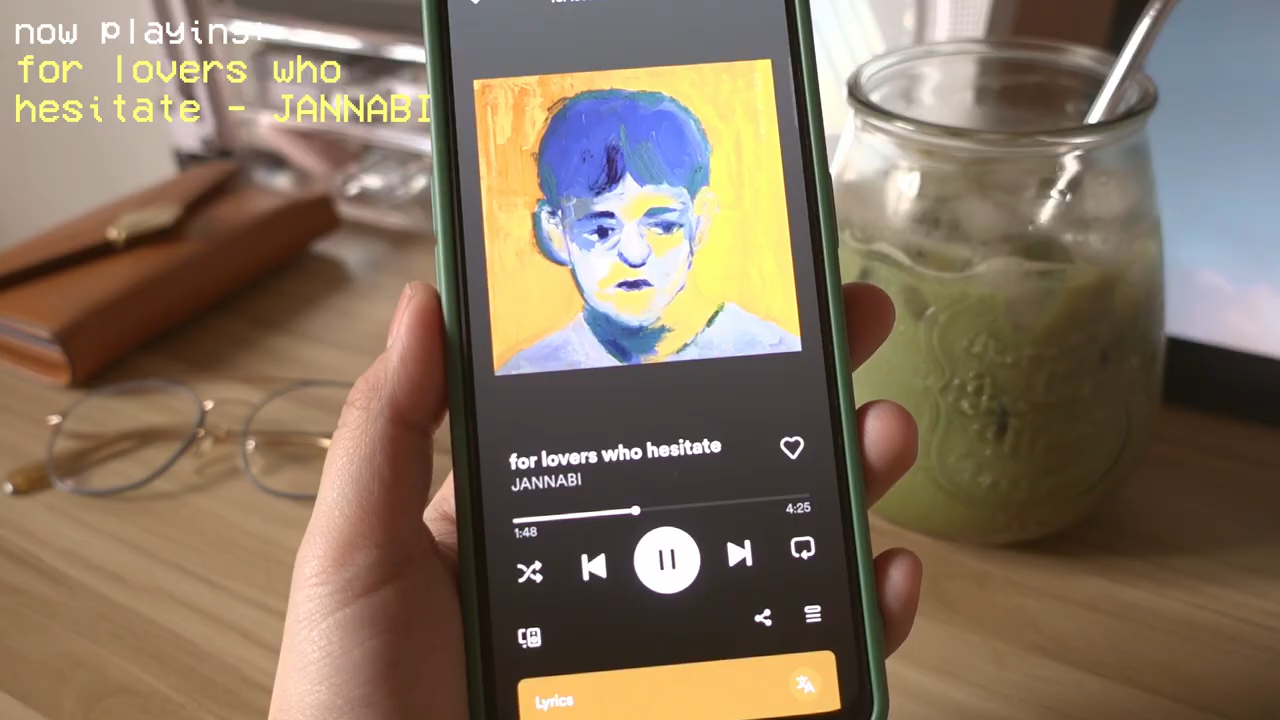 now playing:
for lovers who
hesitate - JANNABI
for lovers who hesitate
JANNABI
1:48
4:25
Lyrics